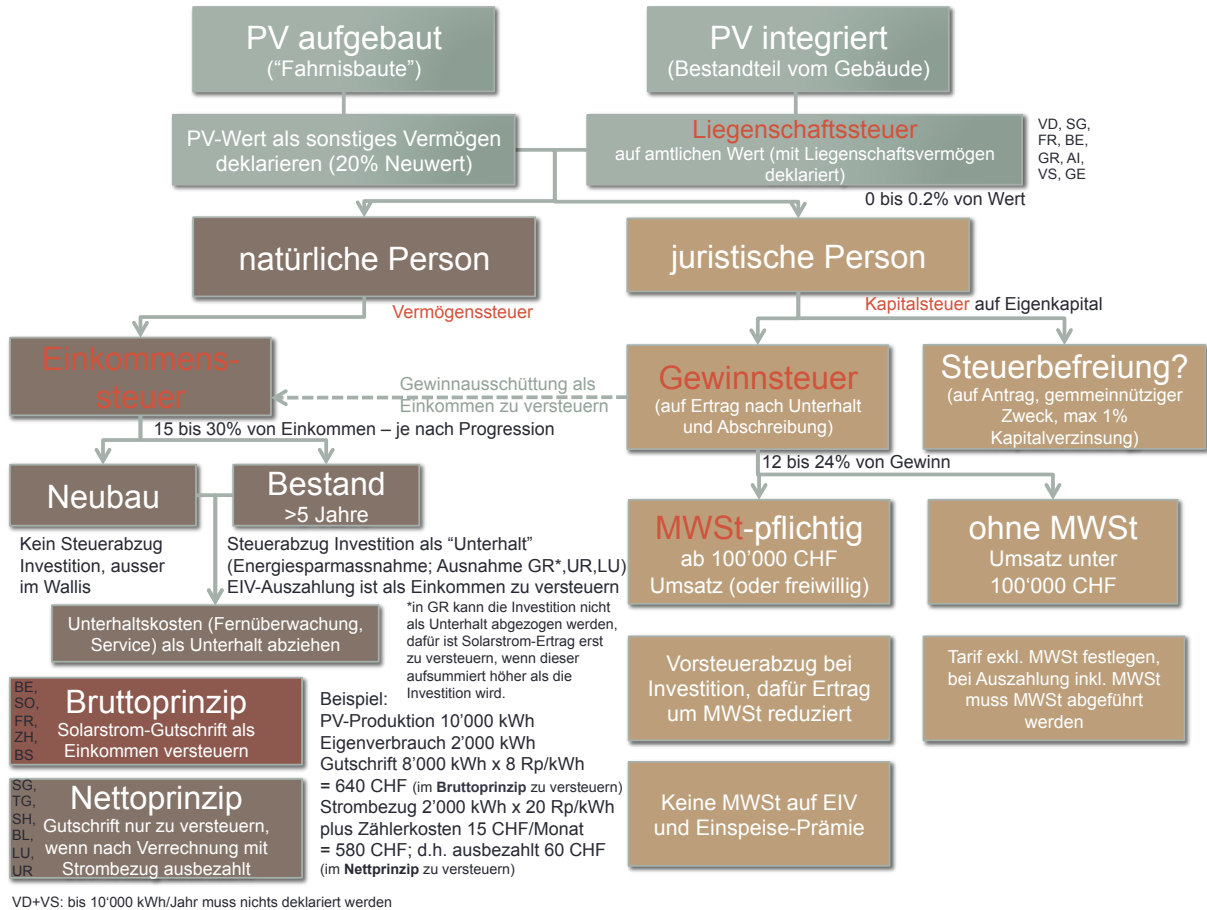 PV aufgebaut
(“Fahrnisbaute”)
PV integriert
(Bestandteil vom Gebäude)
PV-Wert als sonstiges Vermögen
deklarieren (20% Neuwert)
Liegenschaftssteuer
auf amtlichen Wert (mit Liegenschaftsvermögen
deklariert)
VD, SG,
FR, BE,
GR, AI,
VS, GE
0 bis 0.2% von Wert
natürliche Person
juristische Person
Vermögenssteuer
Kapitalsteuer auf Eigenkapital
Einkommens-
steuer
Gewinnausschüttung als
Einkommen zu versteuern
Gewinnsteuer
(auf Ertrag nach Unterhalt
und Abschreibung)
Steuerbefreiung?
(auf Antrag, gemmeinnütziger
Zweck, max 1%
Kapitalverzinsung)
15 bis 30% von Einkommen – je nach Progression
12 bis 24% von Gewinn
Neubau
Bestand
>5 Jahre
Kein Steuerabzug
Investition, ausser
im Wallis
Steuerabzug Investition als “Unterhalt”
(Energiesparmassnahme; Ausnahme GR*,UR,LU)
EIV-Auszahlung ist als Einkommen zu versteuern
*in GR kann die Investition nicht
als Unterhalt abgezogen werden,
dafür ist Solarstrom-Ertrag erst
zu versteuern, wenn dieser
aufsummiert höher als die
Investition wird.
Unterhaltskosten (Fernüberwachung,
Service) als Unterhalt abziehen
MWSt-pflichtig
ab 100’000 CHF
Umsatz (oder freiwillig)
ohne MWSt
Umsatz unter
100’000 CHF
Vorsteuerabzug bei
Investition, dafür Ertrag
um MWSt reduziert
Tarif exkl. MWSt festlegen,
bei Auszahlung inkl. MWSt
muss MWSt abgeführt
werden
Keine MWSt auf EIV
und Einspeise-Prämie
BE,
SO,
FR,
ZH,
BS
Bruttoprinzip
Solarstrom-Gutschrift als
Einkommen versteuern
SG,
TG,
SH,
BL,
LU,
UR
Nettoprinzip
Gutschrift nur zu versteuern,
wenn nach Verrechnung mit
Strombezug ausbezahlt
Beispiel:
PV-Produktion 10’000 kWh
Eigenverbrauch 2’000 kWh
Gutschrift 8’000 kWh x 8 Rp/kWh
= 640 CHF (im Bruttoprinzip zu versteuern)
Strombezug 2’000 kWh x 20 Rp/kWh
plus Zählerkosten 15 CHF/Monat
= 580 CHF; d.h. ausbezahlt 60 CHF
(im Nettprinzip zu versteuern)
VD+VS: bis 10‘000 kWh/Jahr muss nichts deklariert werden